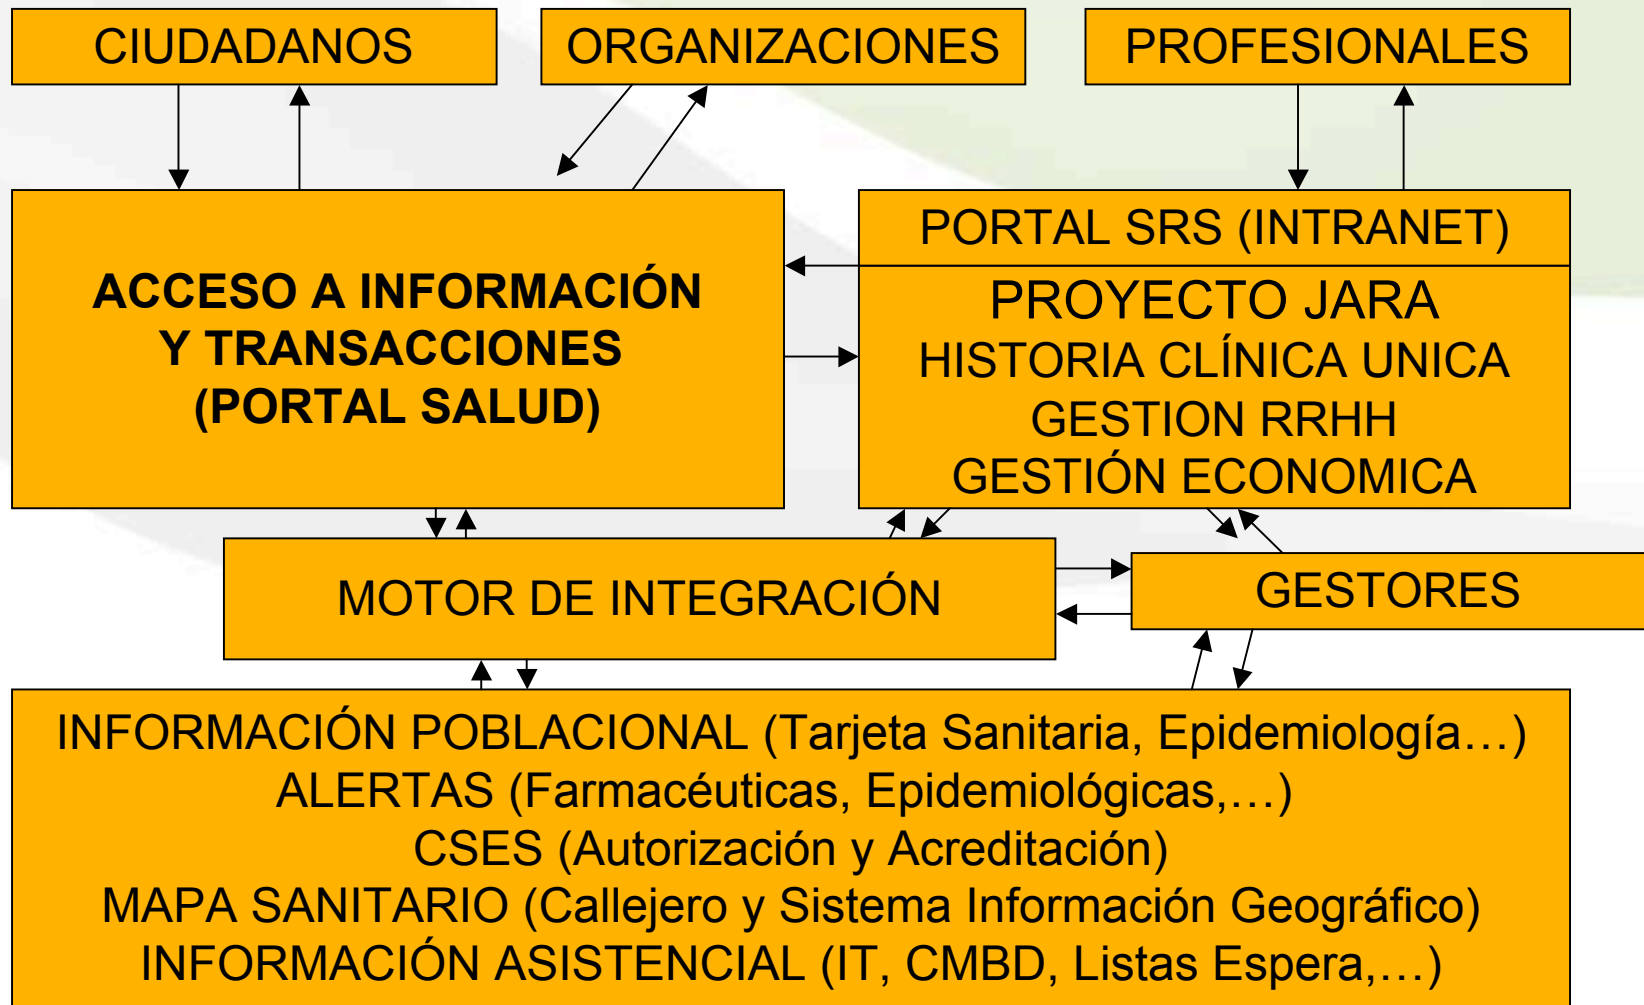 CIUDADANOS
ORGANIZACIONES
PROFESIONALES
ACCESO A INFORMACIÓN
Y TRANSACCIONES
(PORTAL SALUD)
PORTAL SRS (INTRANET)
PROYECTO JARA
HISTORIA CLÍNICA UNICA
GESTION RRHH
GESTIÓN ECONOMICA
MOTOR DE INTEGRACIÓN
GESTORES
INFORMACIÓN POBLACIONAL (Tarjeta Sanitaria, Epidemiología…)
ALERTAS (Farmacéuticas, Epidemiológicas,…)
CSES (Autorización y Acreditación)
MAPA SANITARIO (Callejero y Sistema Información Geográfico)
INFORMACIÓN ASISTENCIAL (IT, CMBD, Listas Espera,…)